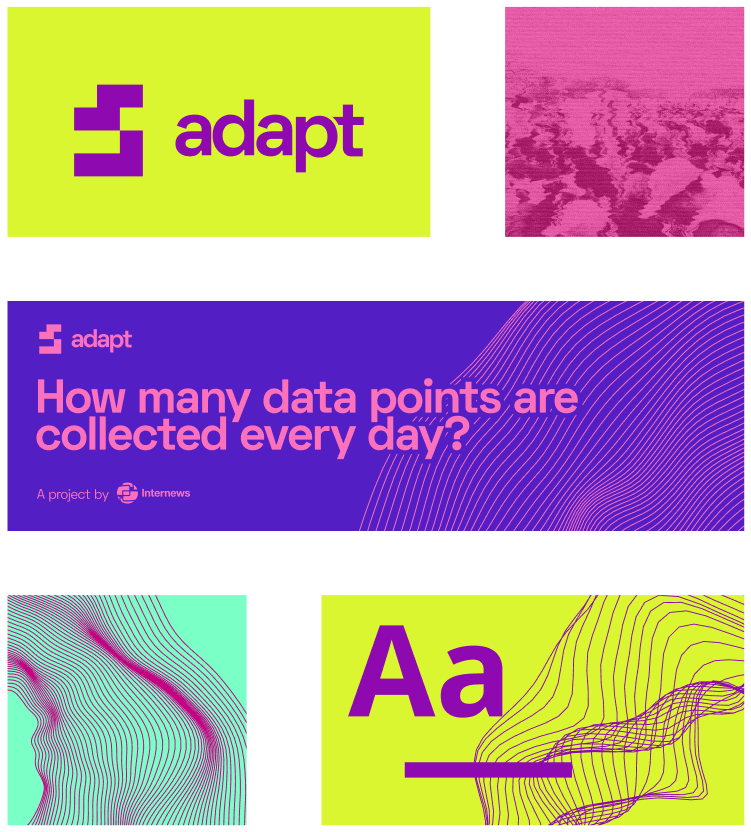 adapt
adapt
How many data points are
collected every day?
A project by Internews
Aa